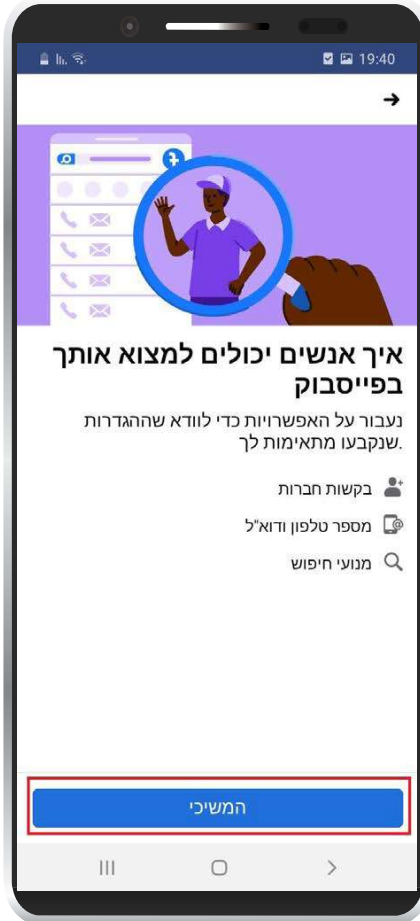 19:40
איך אנשים יכולים למצוא אותך
בפייסבוק
נעבור על האפשרויות כדי לוודא שההגדרות
שנקבעו מתאימות לך.
בקשות חברות
מספר טלפון ודוא"ל
מנועי חיפוש
המשיכי